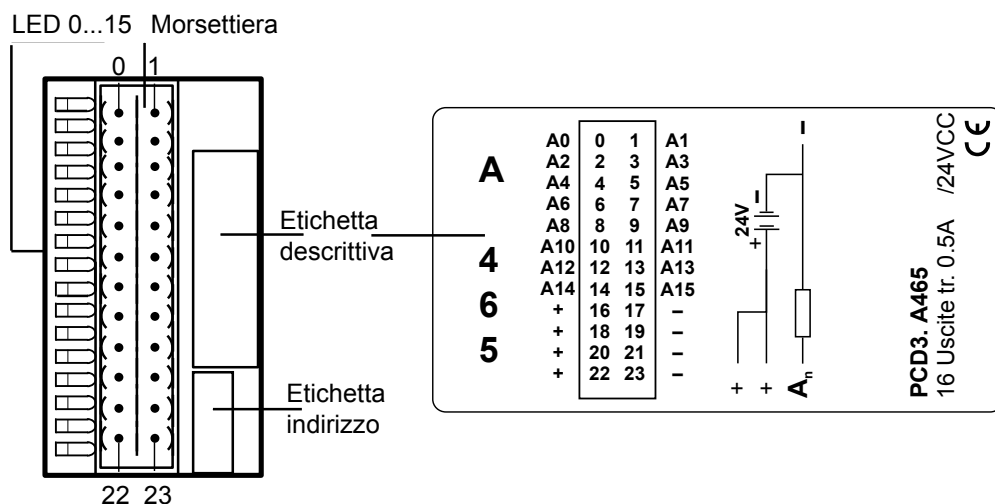 LED 0...15 Morsettiera
0 1
Etichetta
descrittiva
Etichetta
indirizzo
22 23
A
4
6
5
A0 0 1 A1
A2 2 3 A3
A4 4 5 A5
A6 6 7 A7
A8 8 9 A9
A10 10 11 A11
A12 12 13 A13
A14 14 15 A15
+ 16 17 –
+ 18 19 –
+ 20 21 –
+ 22 23 –
–
24V
–
+
+ + An
PCD3. A465
16 Uscite tr. 0.5A /24VCC
CE